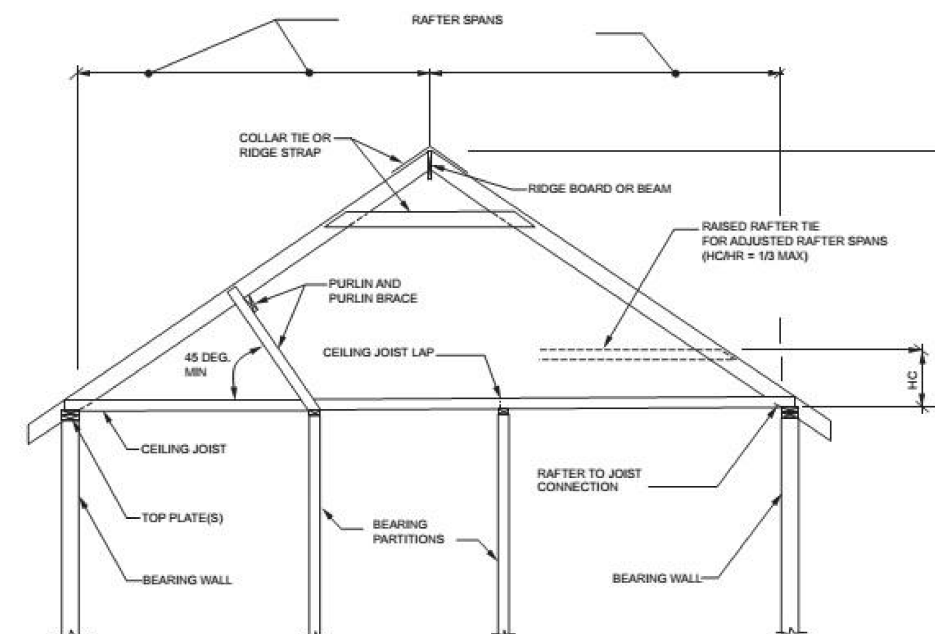 RAFTER SPANS
COLLAR TIE OR
RIDGE STRAP
RIDGE BOARD OR BEAM
RAISED RAFTER TIE
FOR ADJUSTED RAFTER SPANS
(HC/HR = 1/3 MAX)
PURLIN AND
PURLIN BRACE
45 DEG.
MIN
CEILING JOIST LAP
HC
CEILING JOIST
RAFTER TO JOIST
CONNECTION
TOP PLATE(S)
BEARING
PARTITIONS
BEARING WALL
BEARING WALL